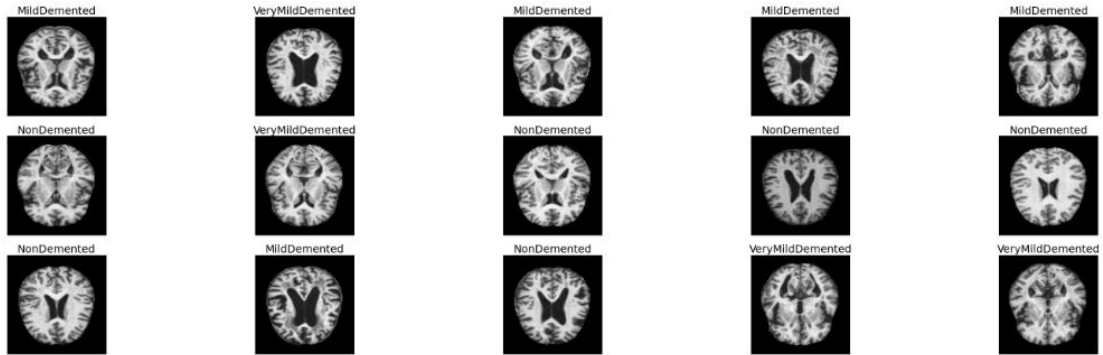 MildDemented VeryMildDemented MildDemented MildDemented MildDemented
NonDemented VeryMildDemented NonDemented NonDemented NonDemented
NonDemented MildDemented NonDemented VeryMildDemented VeryMildDemented